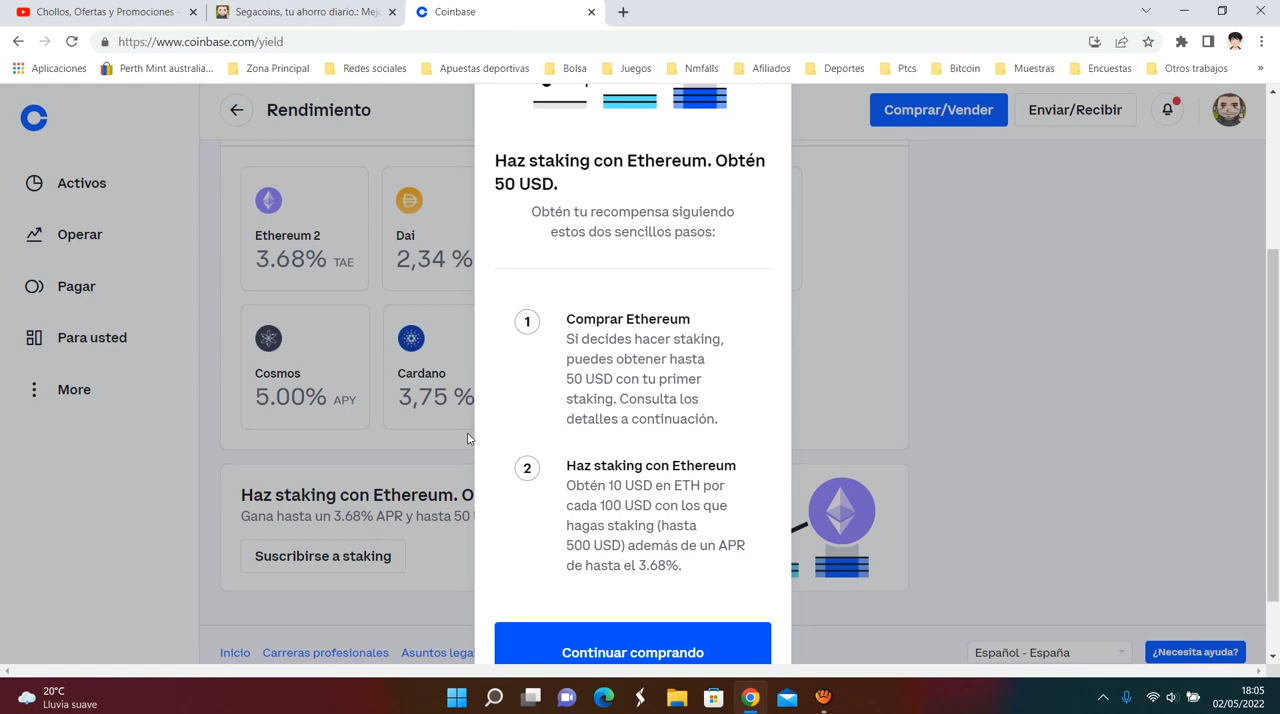 Chollos, Ofertas y Promociones -
Segacoins, tu ahorro diario.: Mejo
Coinbase
https://www.coinbase.com/yield
Aplicaciones
Perth Mint australia...
Zona Principal
Redes sociales
Apuestas deportivas
Bolsa
Juegos
Nmfalls
Afiliados
Deportes
Ptcs
Bitcoin
Muestras
Encuestas
Otros trabajos
»
Rendimiento
Comprar/Vender
Enviar/Recibir
Activos
Operar
Pagar
Para usted
More
Ethereum 2
3.68% TAE
Dai
2,34 %
Cosmos
5.00% APY
Cardano
3,75 %
Haz staking con Ethereum. O
Gana hasta un 3.68% APR y hasta 50
Suscribirse a staking
Haz staking con Ethereum. Obtén
50 USD.
Obtén tu recompensa siguiendo
estos dos sencillos pasos:
1
Comprar Ethereum
Si decides hacer staking,
puedes obtener hasta
50 USD con tu primer
staking. Consulta los
detalles a continuación.
2
Haz staking con Ethereum
Obtén 10 USD en ETH por
cada 100 USD con los que
hagas staking (hasta
500 USD) además de un APR
de hasta el 3.68%.
Continuar comprando
Inicio
Carreras profesionales
Asuntos lega
Español - España
¿Necesita ayuda?
20°C
Lluvia suave
18:05
02/05/2022